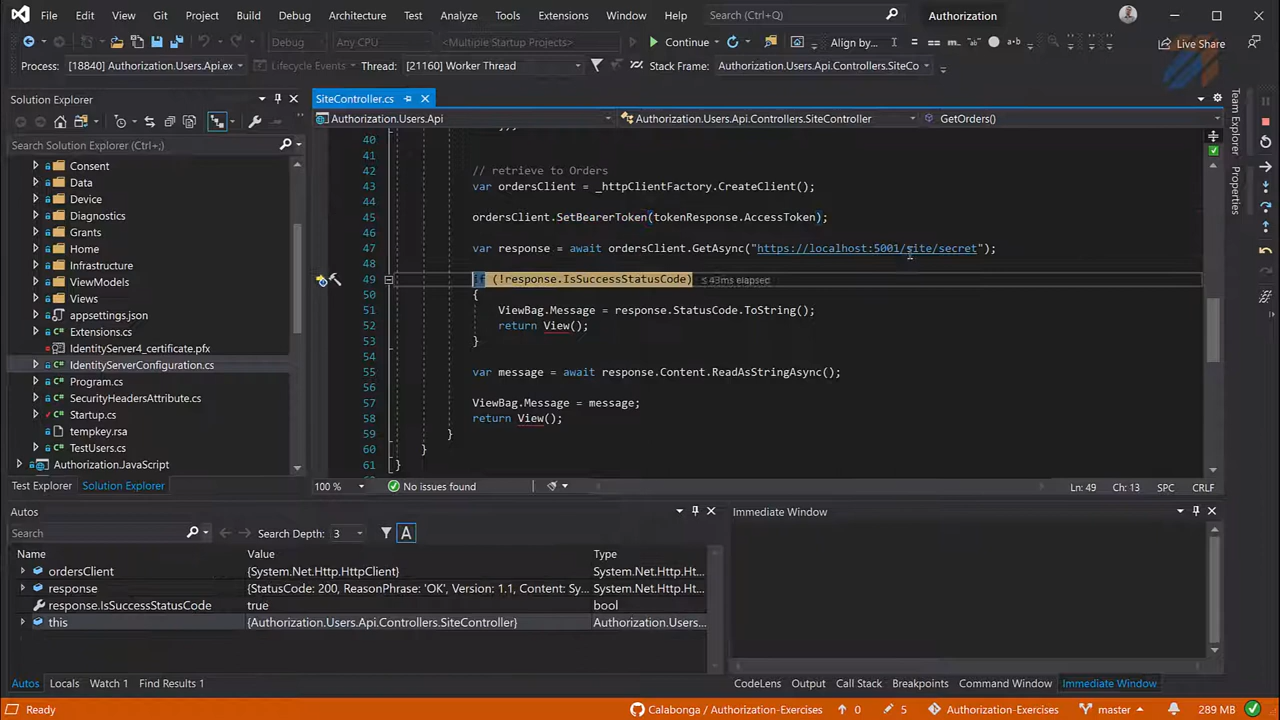 File Edit View Git Project Build Debug Architecture Test Analyze Tools Extensions Window Help Search (Ctrl+Q) Authorization
Debug Any CPU <Multiple Startup Projects> Continue Align by... Live Share
Process: [18840] Authorization.Users.Api.ex Lifecycle Events Thread: [21160] Worker Thread Stack Frame: Authorization.Users.Api.Controllers.SiteCo
Solution Explorer
Search Solution Explorer (Ctrl+;)
Consent
Data
Device
Diagnostics
Grants
Home
Infrastructure
ViewModels
Views
appsettings.json
Extensions.cs
IdentityServer4_certificate.pfx
IdentityServerConfiguration.cs
Program.cs
SecurityHeadersAttribute.cs
Startup.cs
tempkey.rsa
TestUsers.cs
Authorization.JavaScript
Test Explorer Solution Explorer
SiteController.cs
Authorization.Users.Api Authorization.Users.Api.Controllers.SiteController GetOrders()
40
41
42 // retrieve to Orders
43 var ordersClient = _httpClientFactory.CreateClient();
44
45 ordersClient.SetBearerToken(tokenResponse.AccessToken);
46
47 var response = await ordersClient.GetAsync("https://localhost:5001/site/secret");
48
49 if (!response.IsSuccessStatusCode) ≤ 43ms elapsed
50 {
51 ViewBag.Message = response.StatusCode.ToString();
52 return View();
53 }
54
55 var message = await response.Content.ReadAsStringAsync();
56
57 ViewBag.Message = message;
58 return View();
59 }
60 }
61 }
100 % No issues found Ln: 49 Ch: 13 SPC CRLF
Team Explorer
Properties
Autos
Search Search Depth: 3 A
Name Value Type
ordersClient {System.Net.Http.HttpClient} System.Net.Http.Ht...
response {StatusCode: 200, ReasonPhrase: 'OK', Version: 1.1, Content: Sy... System.Net.Http.Ht...
response.IsSuccessStatusCode true bool
this {Authorization.Users.Api.Controllers.SiteController} Authorization.Users...
Autos Locals Watch 1 Find Results 1
Immediate Window
CodeLens Output Call Stack Breakpoints Command Window Immediate Window
Ready Calabonga / Authorization-Exercises 0 5 Authorization-Exercises master 289 MB